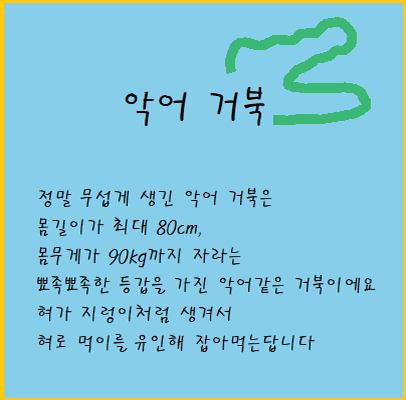 악어 거북
정말 무섭게 생긴 악어 거북은
몸길이가 최대 80cm,
몸무게가 90kg까지 자라는
뾰족뾰족한 등갑을 가진 악어같은 거북이에요
혀가 지렁이처럼 생겨서
혀로 먹이를 유인해 잡아먹는답니다